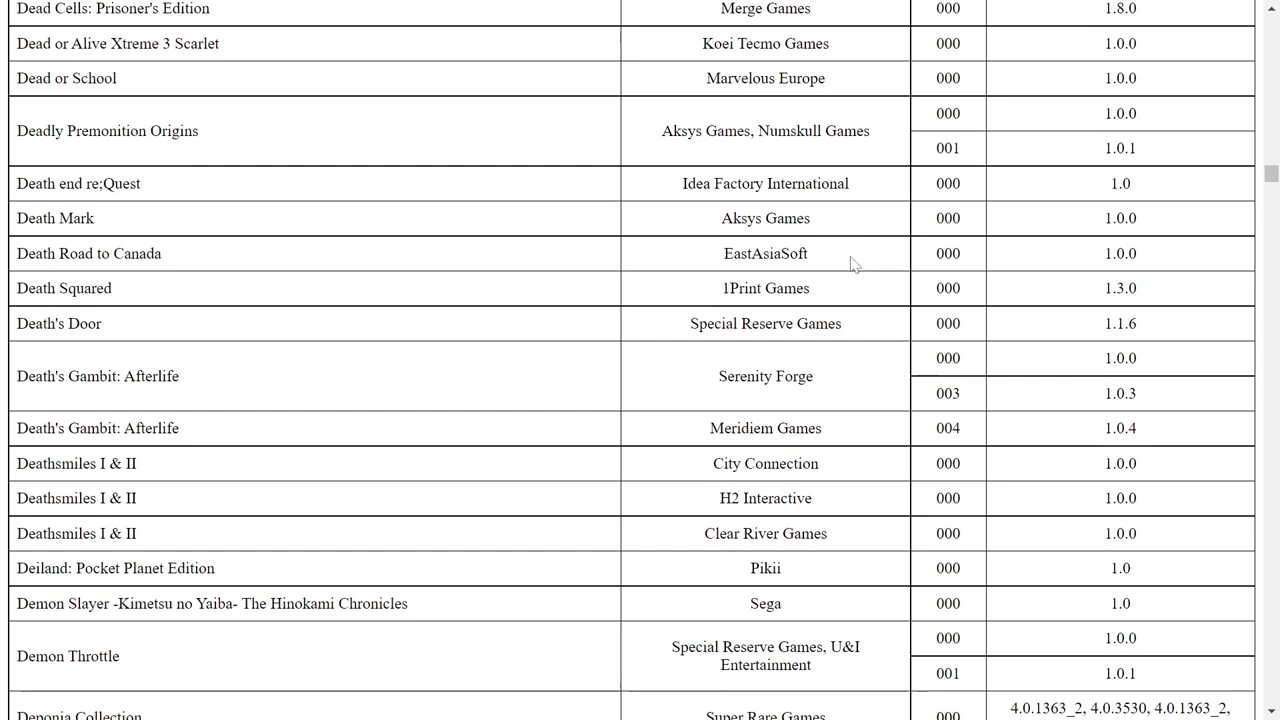 Dead Cells: Prisoner's Edition Merge Games 000 1.8.0
Dead or Alive Xtreme 3 Scarlet Koei Tecmo Games 000 1.0.0
Dead or School Marvelous Europe 000 1.0.0
Deadly Premonition Origins Aksys Games, Numskull Games 000 1.0.0
001 1.0.1
Death end re;Quest Idea Factory International 000 1.0
Death Mark Aksys Games 000 1.0.0
Death Road to Canada EastAsiaSoft 000 1.0.0
Death Squared 1Print Games 000 1.3.0
Death's Door Special Reserve Games 000 1.1.6
Death's Gambit: Afterlife Serenity Forge 000 1.0.0
003 1.0.3
Death's Gambit: Afterlife Meridiem Games 004 1.0.4
Deathsmiles I & II City Connection 000 1.0.0
Deathsmiles I & II H2 Interactive 000 1.0.0
Deathsmiles I & II Clear River Games 000 1.0.0
Deiland: Pocket Planet Edition Pikii 000 1.0
Demon Slayer -Kimetsu no Yaiba- The Hinokami Chronicles Sega 000 1.0
Demon Throttle Special Reserve Games, U&I
Entertainment 000 1.0.0
001 1.0.1
Deponia Collection Super Rare Games 000 4.0.1363_2, 4.0.3530, 4.0.1363_2,